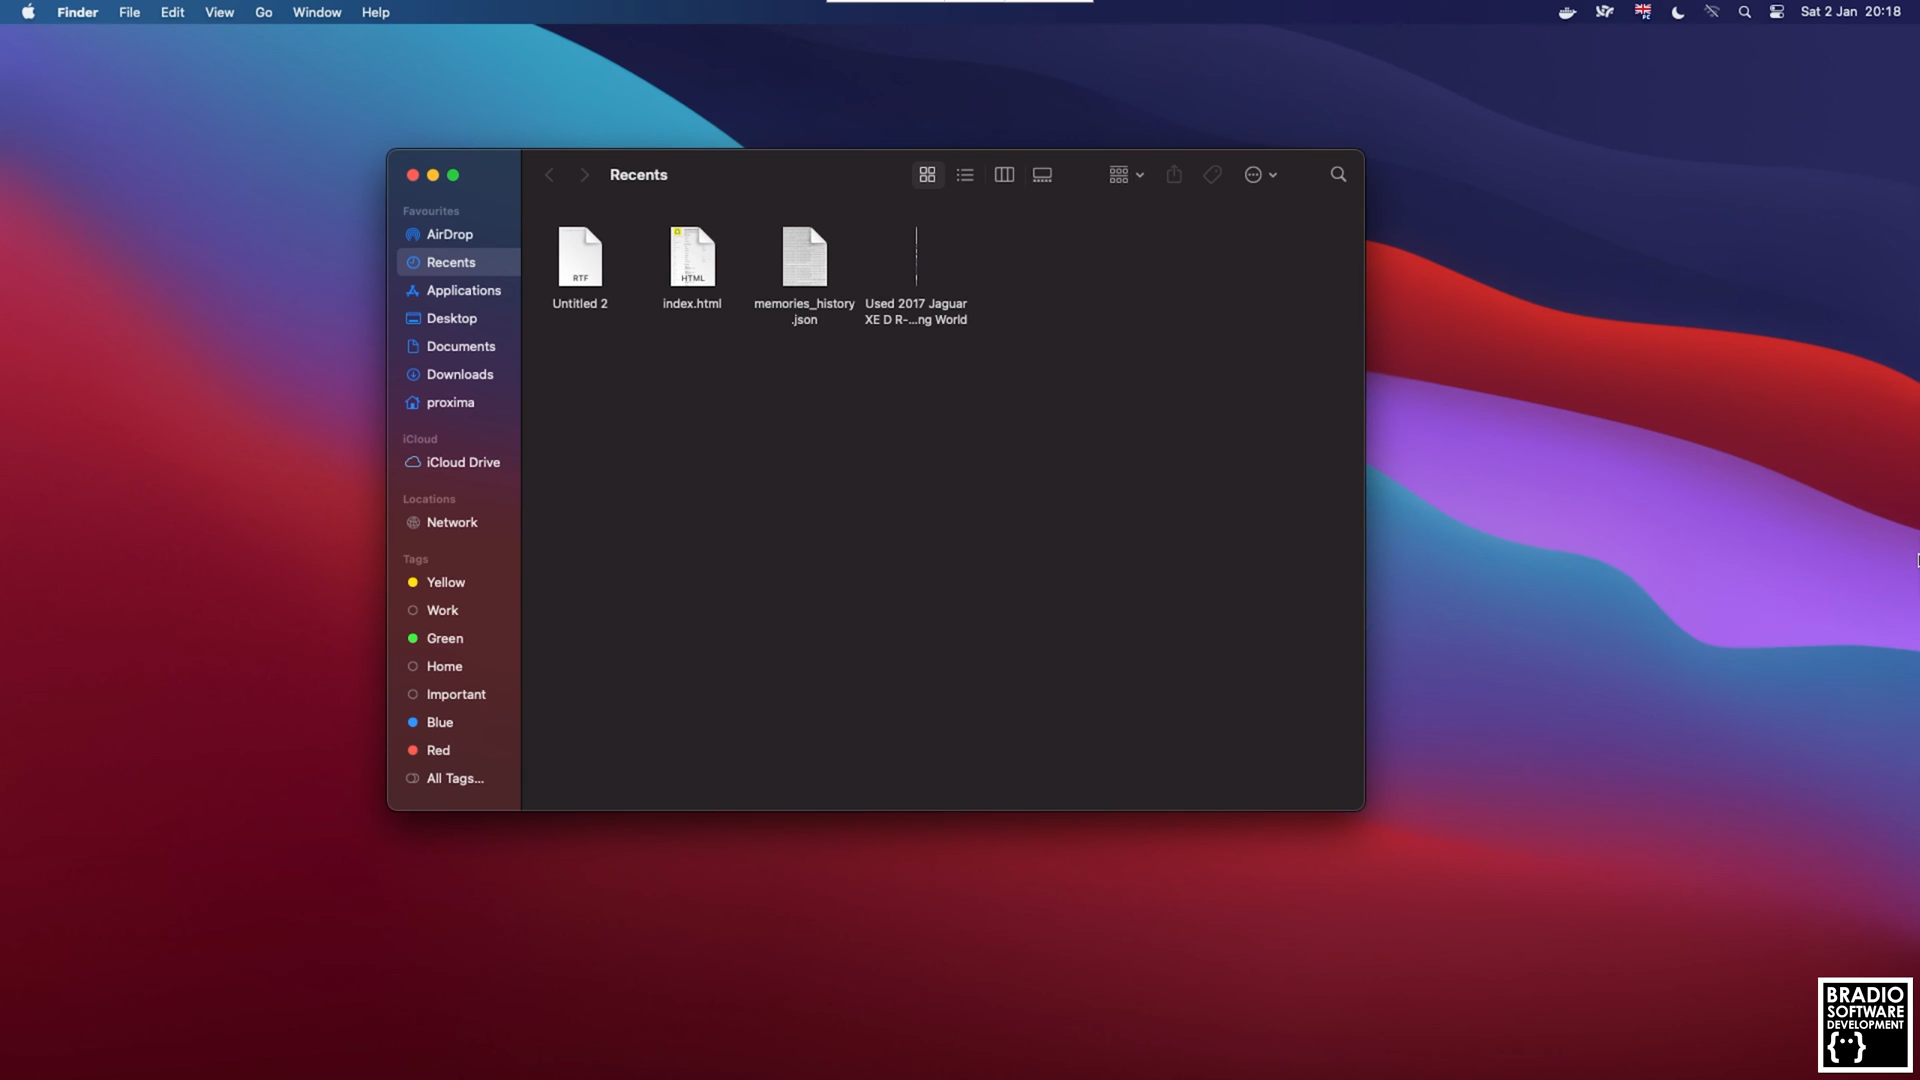 Finder File Edit View Go Window Help
PC
Sat 2 Jan 20:18
Recents
Favourites
AirDrop
Recents
Applications
Desktop
Documents
Downloads
proxima
iCloud
iCloud Drive
Locations
Network
Tags
Yellow
Work
Green
Home
Important
Blue
Red
All Tags...
RTF
Untitled 2
HTML
index.html
memories_history
.json
Used 2017 Jaguar
XE D R-...ng World
BRADIO
SOFTWARE
DEVELOPMENT
{··}